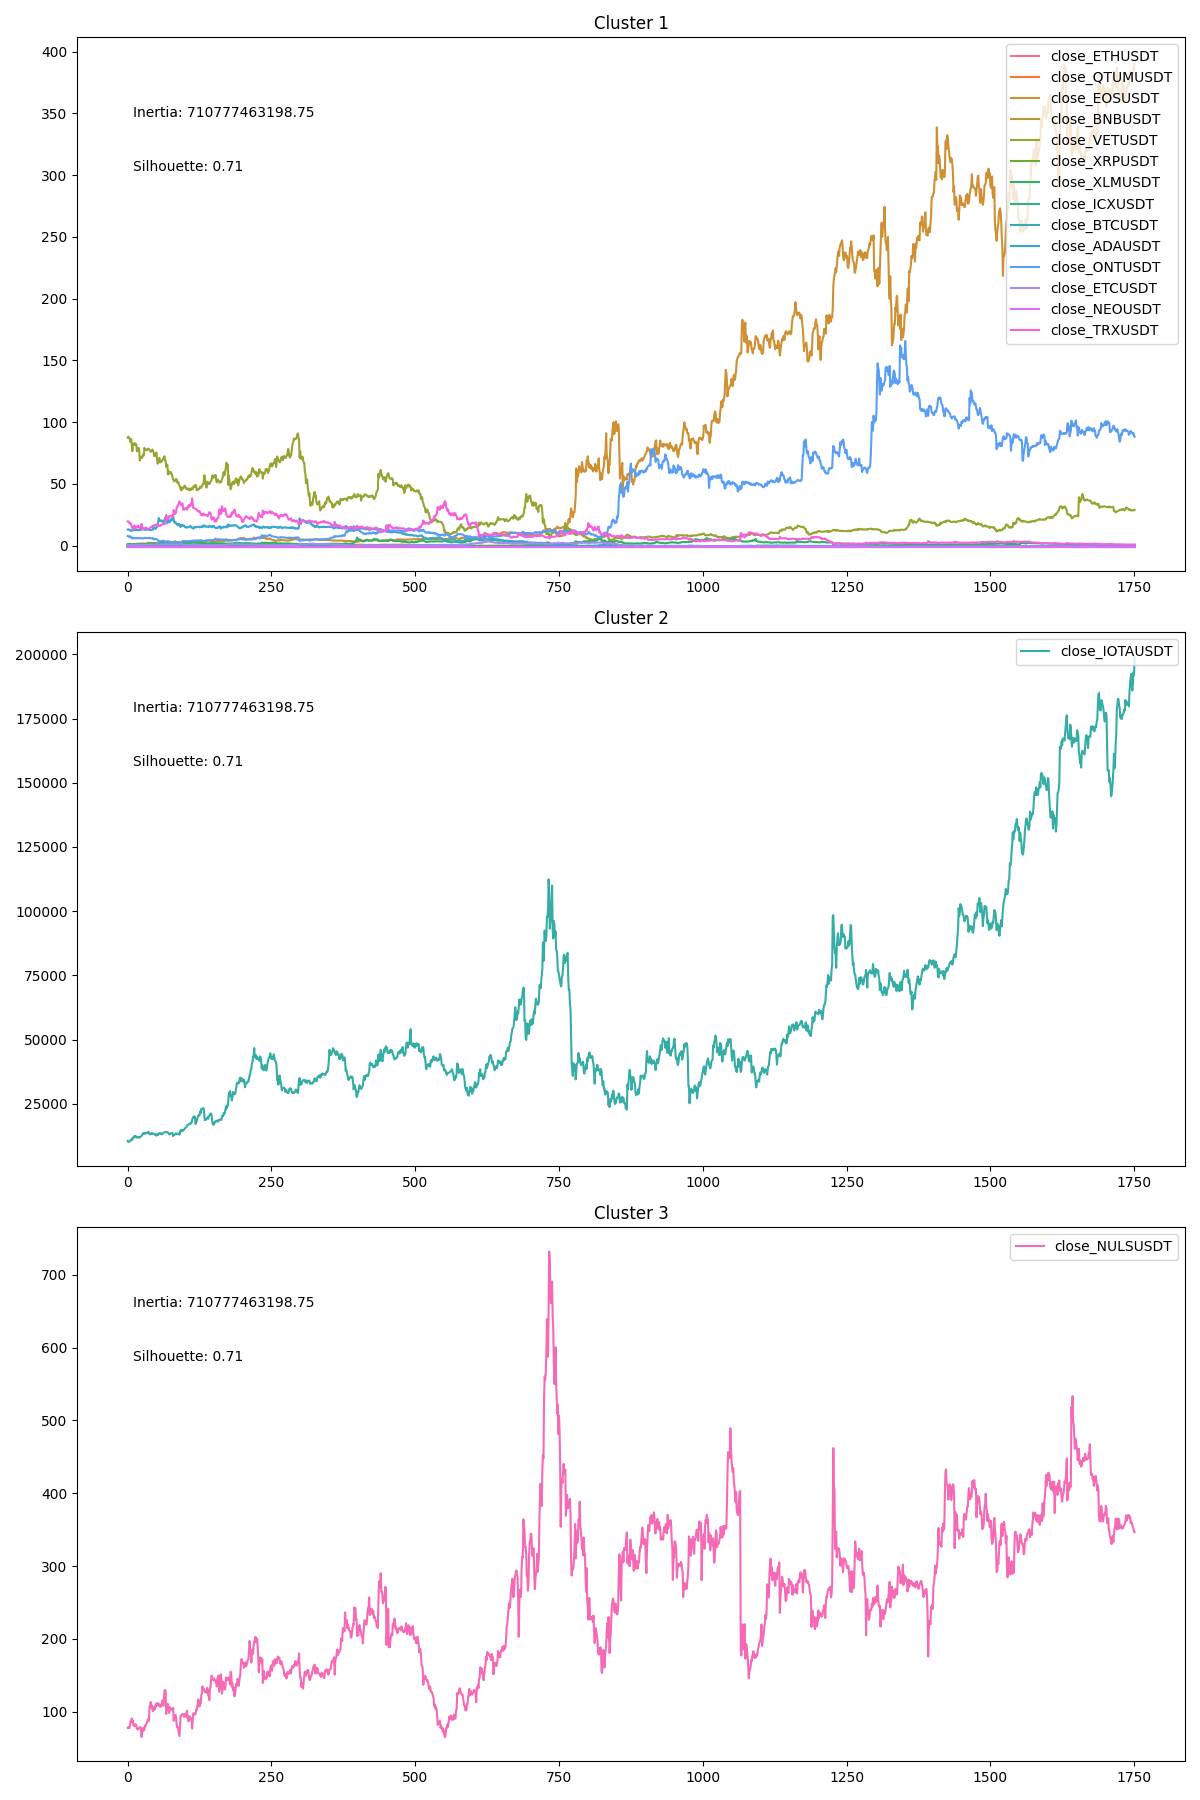 Cluster 1
400
350
300
250
200
150
100
50
0
Inertia: 710777463198.75
Silhouette: 0.71
close_ETHUSDT
close_QTUMUSDT
close_EOSUSDT
close_BNBUSDT
close_VETUSDT
close_XRPUSDT
close_XLMUSDT
close_ICXUSDT
close_BTCUSDT
close_ADAUSDT
close_ONTUSDT
close_ETCUSDT
close_NEOUSDT
close_TRXUSDT
0 250 500 750 1000 1250 1500 1750
Cluster 2
200000
175000
150000
125000
100000
75000
50000
25000
Inertia: 710777463198.75
Silhouette: 0.71
close_IOTAUSDT
0 250 500 750 1000 1250 1500 1750
Cluster 3
700
600
500
400
300
200
100
Inertia: 710777463198.75
Silhouette: 0.71
close_NULSUSDT
0 250 500 750 1000 1250 1500 1750